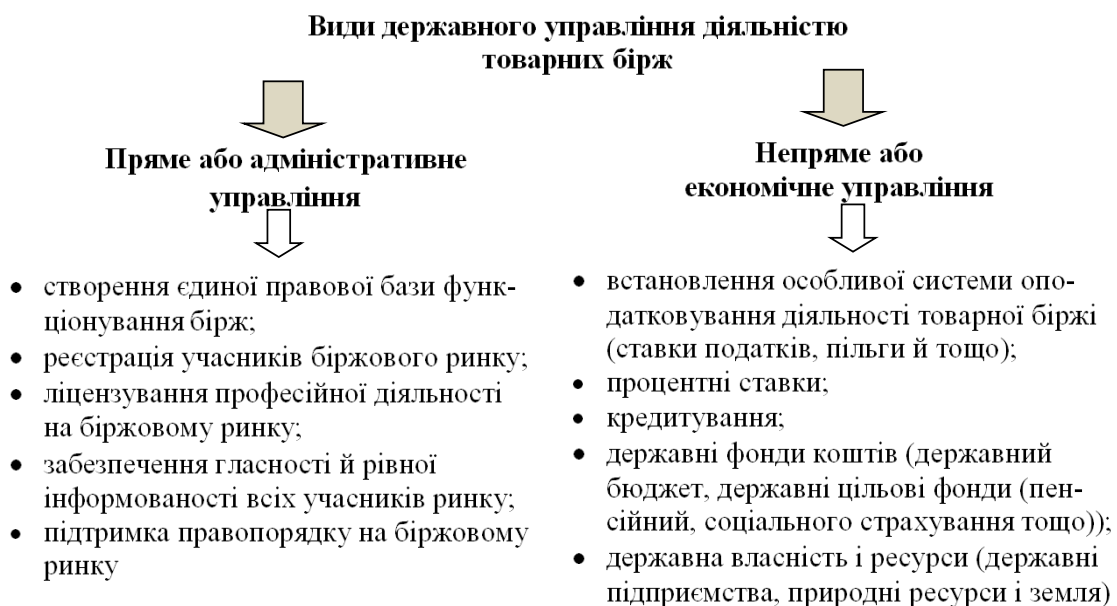 Види державного управління діяльністю
товарних бірж
Пряме або адміністративне
управління
• створення єдиної правової бази функ-
ціонування бірж;
• реєстрація учасників біржового ринку;
• ліцензування професійної діяльності
на біржовому ринку;
• забезпечення гласності й рівної
інформованості всіх учасників ринку;
• підтримка правопорядку на біржовому
ринку
Непряме або
економічне управління
• встановлення особливої системи опо-
датковування діяльності товарної біржі
(ставки податків, пільги й тощо);
• процентні ставки;
• кредитування;
• державні фонди коштів (державний
бюджет, державні цільові фонди (пен-
сійний, соціального страхування тощо));
• державна власність і ресурси (державні
підприємства, природні ресурси і земля)